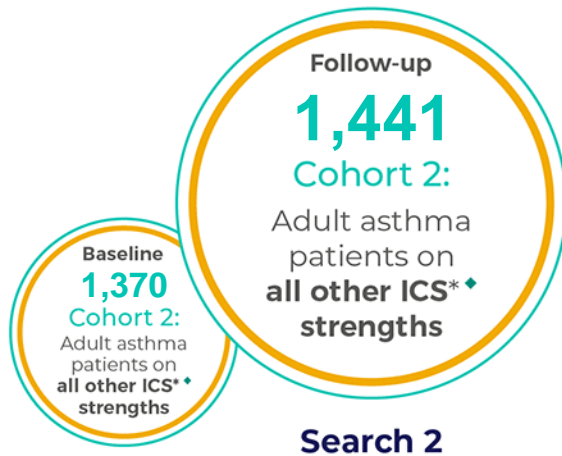 Follow-up
1,441
Cohort 2:
Adult asthma
patients on
all other ICS*◆
strengths
Baseline
1,370
Cohort 2:
Adult asthma
patients on
all other ICS*◆
strengths
Search 2